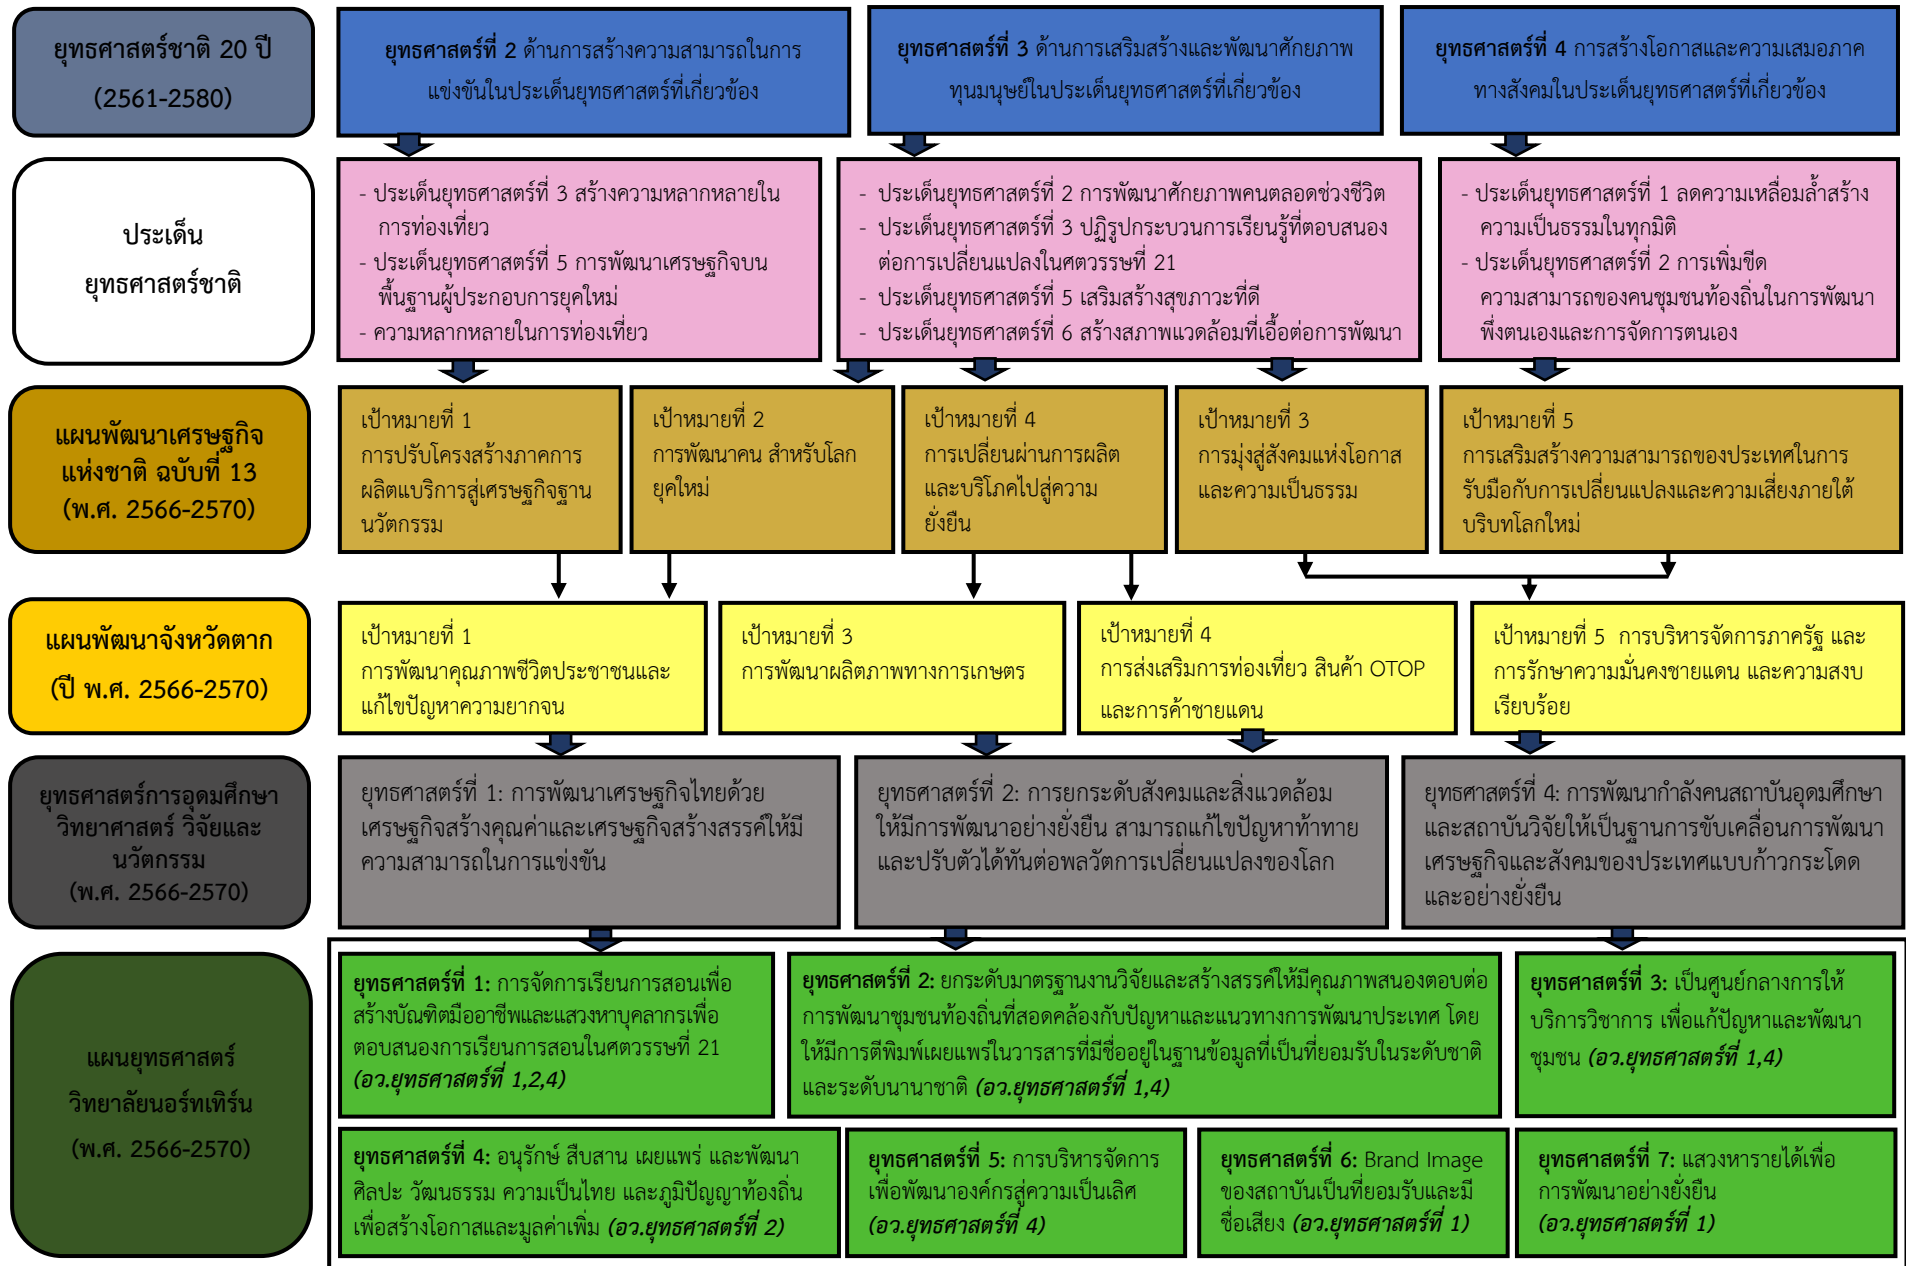 ยุทธศาสตร์ชาติ 20 ปี
(2561-2580)
ยุทธศาสตร์ที่ 2 ด้านการสร้างความสามารถในการ
แข่งขันในประเด็นยุทธศาสตร์ที่เกี่ยวข้อง
ยุทธศาสตร์ที่ 3 ด้านการเสริมสร้างและพัฒนาศักยภาพ
ทุนมนุษย์ในประเด็นยุทธศาสตร์ที่เกี่ยวข้อง
ยุทธศาสตร์ที่ 4 การสร้างโอกาสและความเสมอภาค
ทางสังคมในประเด็นยุทธศาสตร์ที่เกี่ยวข้อง
ประเด็น
ยุทธศาสตร์ชาติ
- ประเด็นยุทธศาสตร์ที่ 3 สร้างความหลากหลายใน
การท่องเที่ยว
- ประเด็นยุทธศาสตร์ที่ 5 การพัฒนาเศรษฐกิจบน
พื้นฐานผู้ประกอบการยุคใหม่
- ความหลากหลายในการท่องเที่ยว
- ประเด็นยุทธศาสตร์ที่ 2 การพัฒนาศักยภาพคนตลอดช่วงชีวิต
- ประเด็นยุทธศาสตร์ที่ 3 ปฏิรูปกระบวนการเรียนรู้ที่ตอบสนอง
ต่อการเปลี่ยนแปลงในศตวรรษที่ 21
- ประเด็นยุทธศาสตร์ที่ 5 เสริมสร้างสุขภาวะที่ดี
- ประเด็นยุทธศาสตร์ที่ 6 สร้างสภาพแวดล้อมที่เอื้อต่อการพัฒนา
- ประเด็นยุทธศาสตร์ที่ 1 ลดความเหลื่อมล้ำสร้าง
ความเป็นธรรมในทุกมิติ
- ประเด็นยุทธศาสตร์ที่ 2 การเพิ่มขีด
ความสามารถของคนชุมชนท้องถิ่นในการพัฒนา
พึ่งตนเองและการจัดการตนเอง
แผนพัฒนาเศรษฐกิจ
แห่งชาติ ฉบับที่ 13
(พ.ศ. 2566-2570)
เป้าหมายที่ 1
การปรับโครงสร้างภาคการ
ผลิตแบริการสู่เศรษฐกิจฐาน
นวัตกรรม
เป้าหมายที่ 2
การพัฒนาคน สำหรับโลก
ยุคใหม่
เป้าหมายที่ 4
การเปลี่ยนผ่านการผลิต
และบริโภคไปสู่ความ
ยั่งยืน
เป้าหมายที่ 3
การมุ่งสู่สังคมแห่งโอกาส
และความเป็นธรรม
เป้าหมายที่ 5
การเสริมสร้างความสามารถของประเทศในการ
รับมือกับการเปลี่ยนแปลงและความเสี่ยงภายใต้
บริบทโลกใหม่
แผนพัฒนาจังหวัดตาก
(ปี พ.ศ. 2566-2570)
เป้าหมายที่ 1
การพัฒนาคุณภาพชีวิตประชาชนและ
แก้ไขปัญหาความยากจน
เป้าหมายที่ 3
การพัฒนาผลิตภาพทางการเกษตร
เป้าหมายที่ 4
การส่งเสริมการท่องเที่ยว สินค้า OTOP
และการค้าชายแดน
เป้าหมายที่ 5 การบริหารจัดการภาครัฐ และ
การรักษาความมั่นคงชายแดน และความสงบ
เรียบร้อย
ยุทธศาสตร์การอุดมศึกษา
วิทยาศาสตร์ วิจัยและ
นวัตกรรม
(พ.ศ. 2566-2570)
ยุทธศาสตร์ที่ 1: การพัฒนาเศรษฐกิจไทยด้วย
เศรษฐกิจสร้างคุณค่าและเศรษฐกิจสร้างสรรค์ให้มี
ความสามารถในการแข่งขัน
ยุทธศาสตร์ที่ 2: การยกระดับสังคมและสิ่งแวดล้อม
ให้มีการพัฒนาอย่างยั่งยืน สามารถแก้ไขปัญหาท้าทาย
และปรับตัวได้ทันต่อพลวัตการเปลี่ยนแปลงของโลก
ยุทธศาสตร์ที่ 4: การพัฒนากำลังคนสถาบันอุดมศึกษา
และสถาบันวิจัยให้เป็นฐานการขับเคลื่อนการพัฒนา
เศรษฐกิจและสังคมของประเทศแบบก้าวกระโดด
และอย่างยั่งยืน
แผนยุทธศาสตร์
วิทยาลัยนอร์ทเทิร์น
(พ.ศ. 2566-2570)
ยุทธศาสตร์ที่ 1: การจัดการเรียนการสอนเพื่อ
สร้างบัณฑิตมืออาชีพและแสวงหาบุคลากรเพื่อ
ตอบสนองการเรียนการสอนในศตวรรษที่ 21
(อว.ยุทธศาสตร์ที่ 1,2,4)
ยุทธศาสตร์ที่ 2: ยกระดับมาตรฐานงานวิจัยและสร้างสรรค์ให้มีคุณภาพสนองตอบต่อ
การพัฒนาชุมชนท้องถิ่นที่สอดคล้องกับปัญหาและแนวทางการพัฒนาประเทศ โดย
ให้มีการตีพิมพ์เผยแพร่ในวารสารที่มีชื่ออยู่ในฐานข้อมูลที่เป็นที่ยอมรับในระดับชาติ
และระดับนานาชาติ (อว.ยุทธศาสตร์ที่ 1,4)
ยุทธศาสตร์ที่ 3: เป็นศูนย์กลางการให้
บริการวิชาการ เพื่อแก้ปัญหาและพัฒนา
ชุมชน (อว.ยุทธศาสตร์ที่ 1,4)
ยุทธศาสตร์ที่ 4: อนุรักษ์ สืบสาน เผยแพร่ และพัฒนา
ศิลปะ วัฒนธรรม ความเป็นไทย และภูมิปัญญาท้องถิ่น
เพื่อสร้างโอกาสและมูลค่าเพิ่ม (อว.ยุทธศาสตร์ที่ 2)
ยุทธศาสตร์ที่ 5: การบริหารจัดการ
เพื่อพัฒนาองค์กรสู่ความเป็นเลิศ
(อว.ยุทธศาสตร์ที่ 4)
ยุทธศาสตร์ที่ 6: Brand Image
ของสถาบันเป็นที่ยอมรับและมี
ชื่อเสียง (อว.ยุทธศาสตร์ที่ 1)
ยุทธศาสตร์ที่ 7: แสวงหารายได้เพื่อ
การพัฒนาอย่างยั่งยืน
(อว.ยุทธศาสตร์ที่ 1)